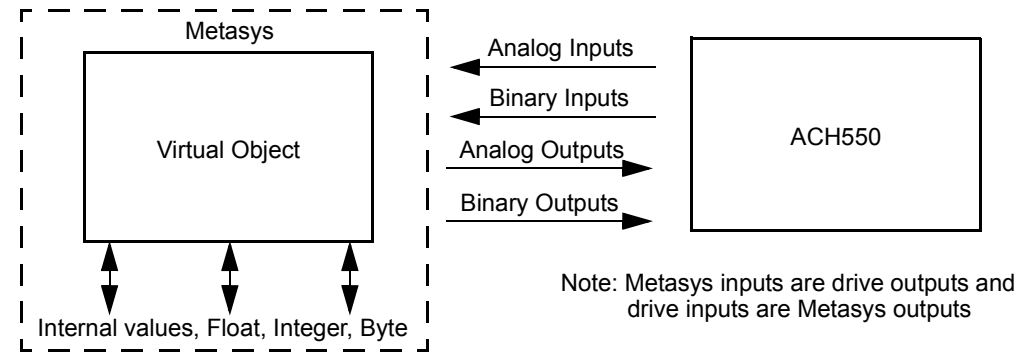 Metasys
Virtual Object
Internal values, Float, Integer, Byte
Analog Inputs
Binary Inputs
Analog Outputs
Binary Outputs
ACH550
Note: Metasys inputs are drive outputs and
drive inputs are Metasys outputs